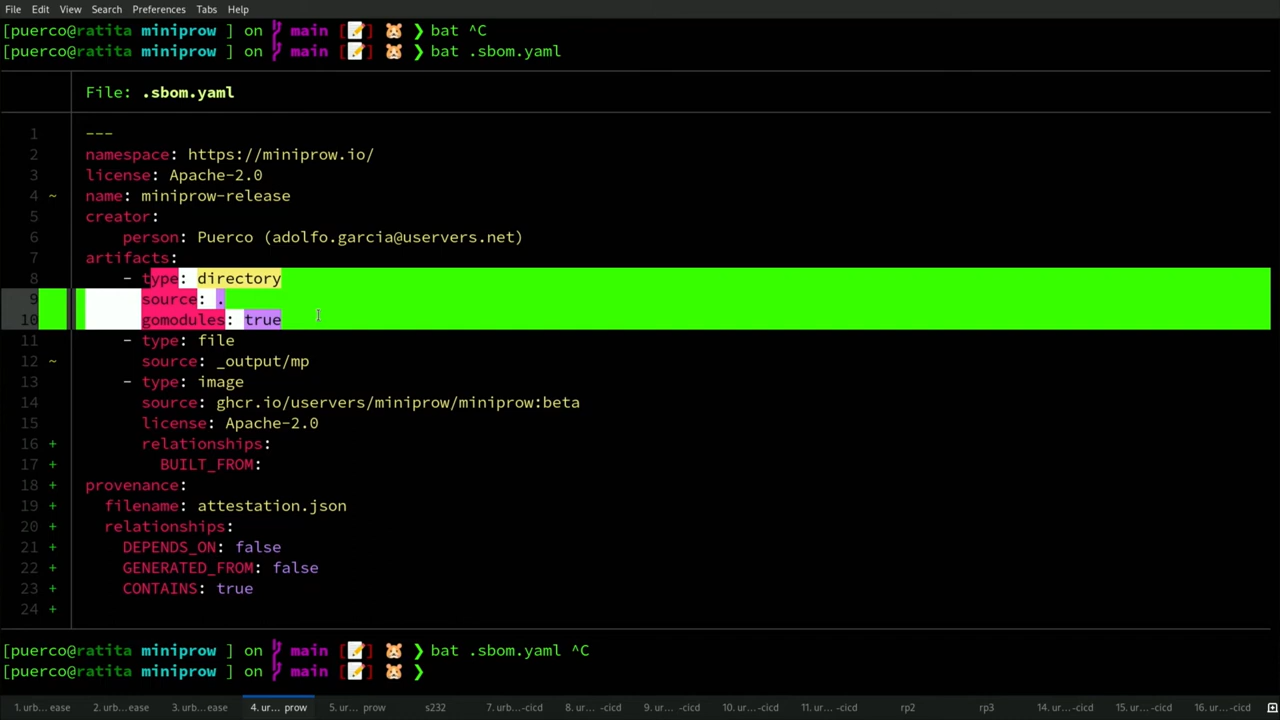 File Edit View Search Preferences Tabs Help
[puerco@ratita miniprow ] on main [📝] 🐹 ❯ bat ^C
[puerco@ratita miniprow ] on main [📝] 🐹 ❯ bat .sbom.yaml
File: .sbom.yaml
1 ---
2 namespace: https://miniprow.io/
3 license: Apache-2.0
4 ~ name: miniprow-release
5 creator:
6 person: Puerco (adolfo.garcia@uservers.net)
7 artifacts:
8 - type: directory
9 source: .
10 gomodules: true
11 - type: file
12 ~ source: _output/mp
13 - type: image
14 source: ghcr.io/uservers/miniprow/miniprow:beta
15 license: Apache-2.0
16 + relationships:
17 + BUILT_FROM:
18 + provenance:
19 + filename: attestation.json
20 + relationships:
21 + DEPENDS_ON: false
22 + GENERATED_FROM: false
23 + CONTAINS: true
24 +
[puerco@ratita miniprow ] on main [📝] 🐹 ❯ bat .sbom.yaml ^C
[puerco@ratita miniprow ] on main [📝] 🐹 ❯
1. urb... ease 2. urb... ease 3. urb... ease 4. ur... prow 5. ur... prow s232 7. urb...-cicd 8. ur... -cicd 9. ur... -cicd 10. ur... -cicd 11. ur... -cicd rp2 rp3 14. ur... -cicd 15. ur... -cicd 16. ur... -cicd